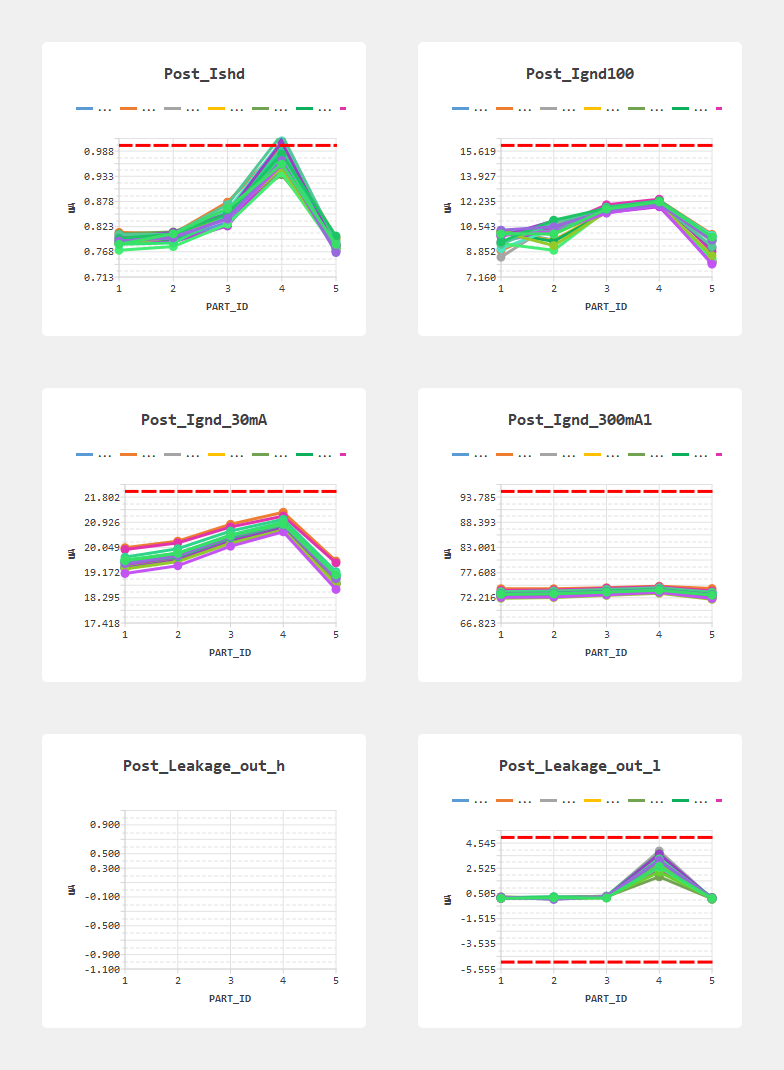 Post_Ishd
... ... ... ... ... ...
0.988
0.933
0.878
0.823
0.768
0.713
uA
1 2 3 4 5
PART_ID
Post_Ignd100
... ... ... ... ... ...
15.619
13.927
12.235
10.543
8.852
7.160
uA
1 2 3 4 5
PART_ID
Post_Ignd_30mA
... ... ... ... ... ...
21.802
20.926
20.049
19.172
18.295
17.418
uA
1 2 3 4 5
PART_ID
Post_Ignd_300mA1
... ... ... ... ... ...
93.785
88.393
83.001
77.608
72.216
66.823
uA
1 2 3 4 5
PART_ID
Post_Leakage_out_h
0.900
0.500
0.300
-0.100
-0.500
-0.900
-1.100
uA
1 2 3 4 5
PART_ID
Post_Leakage_out_l
... ... ... ... ... ...
4.545
2.525
0.505
-1.515
-3.535
-5.555
uA
1 2 3 4 5
PART_ID